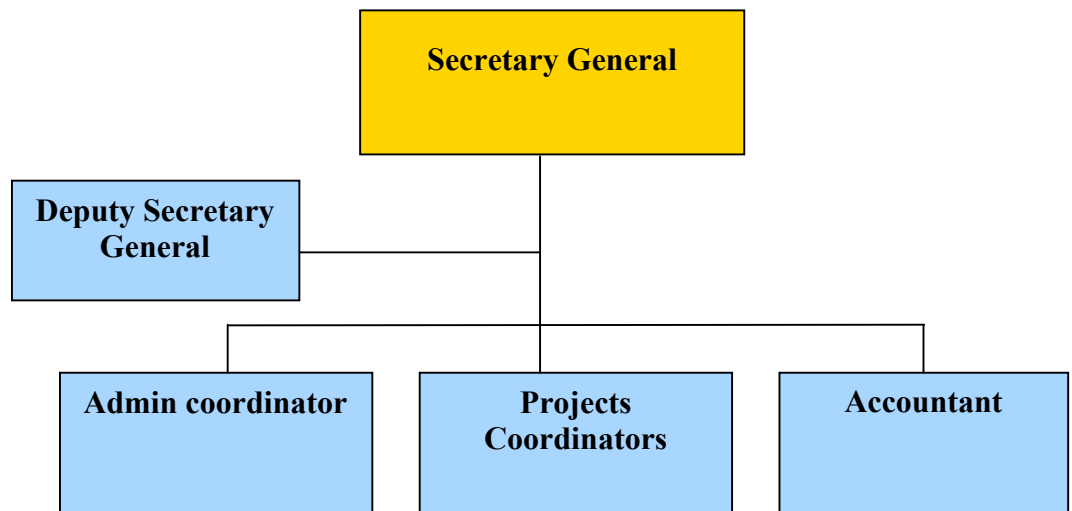 Secretary General
Deputy Secretary
General
Admin coordinator
Projects
Coordinators
Accountant